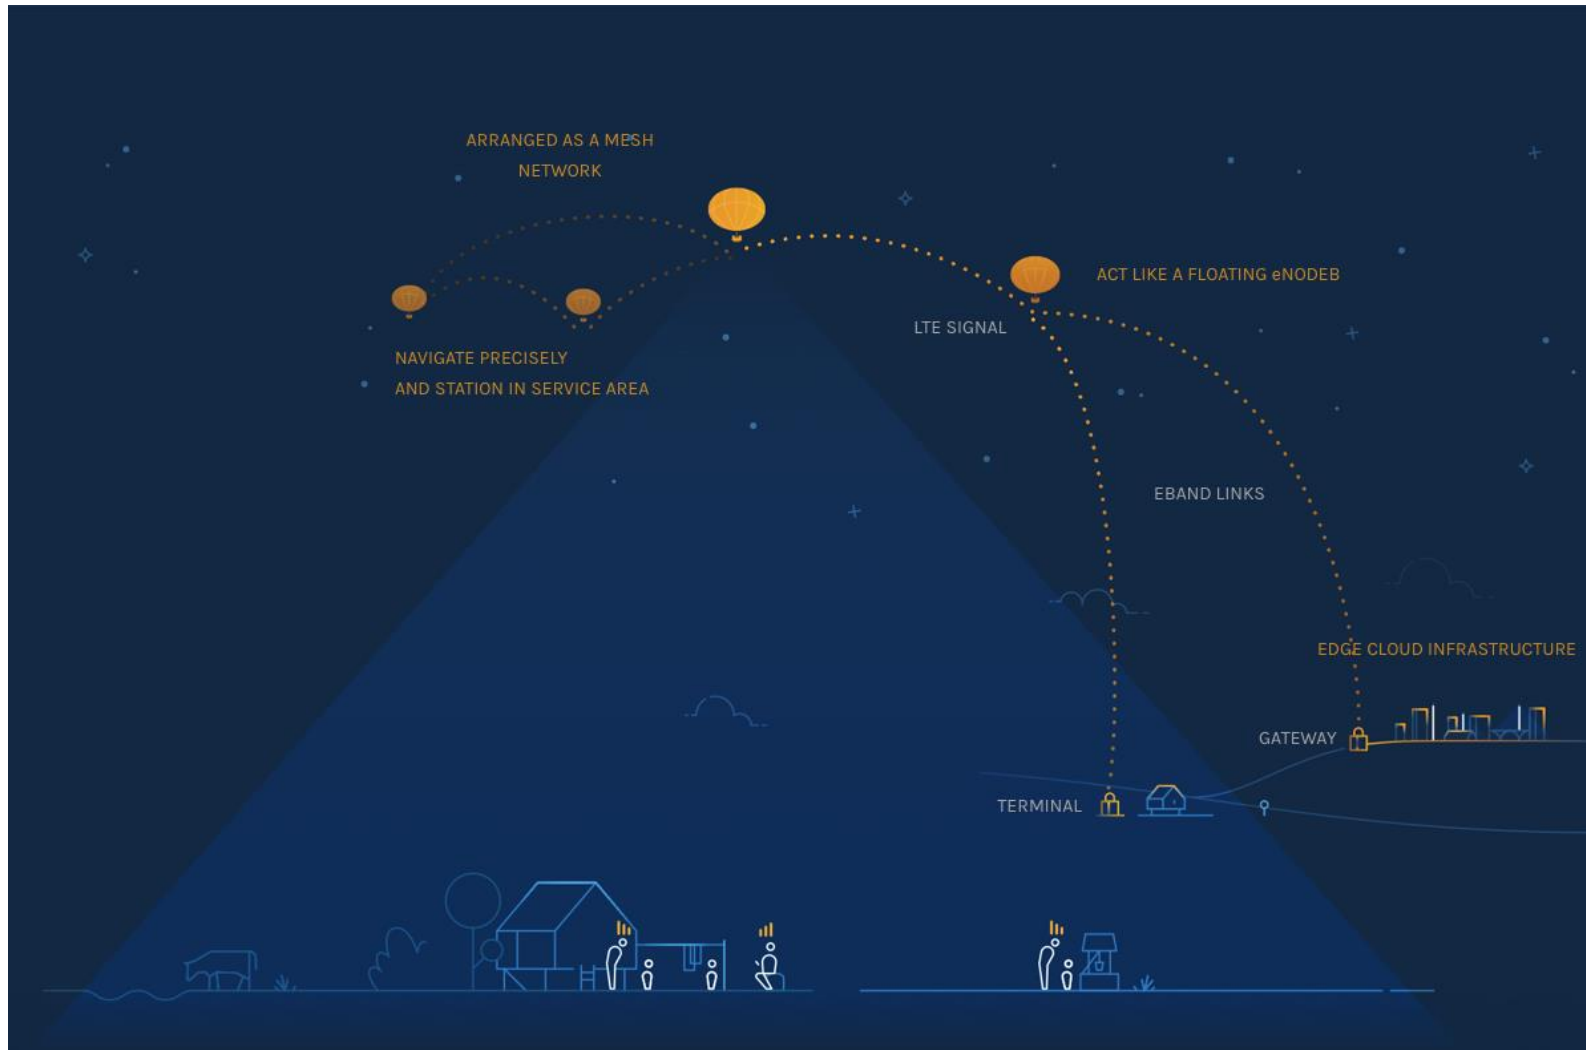 ARRANGED AS A MESH
NETWORK
ACT LIKE A FLOATING eNODEB
LTE SIGNAL
NAVIGATE PRECISELY
AND STATION IN SERVICE AREA
EBAND LINKS
EDGE CLOUD INFRASTRUCTURE
GATEWAY
TERMINAL